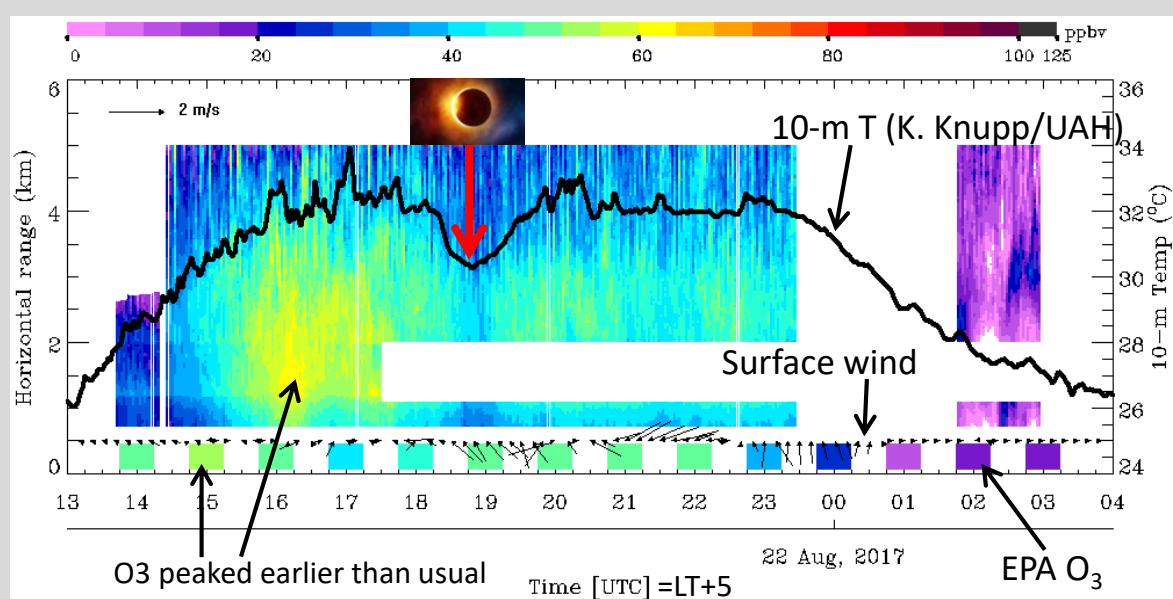 ppbv
0 20 40 60 80 100 125
2 m/s
10-m T (K. Knupp/UAH)
Horizontal range (km)
6
4
2
0
36
34
32
30
28
26
24
10-m Temp (°C)
Surface wind
13 14 15 16 17 18 19 20 21 22 23 00 01 02 03 04
22 Aug, 2017
O3 peaked earlier than usual
EPA O₃
Time [UTC] =LT+5